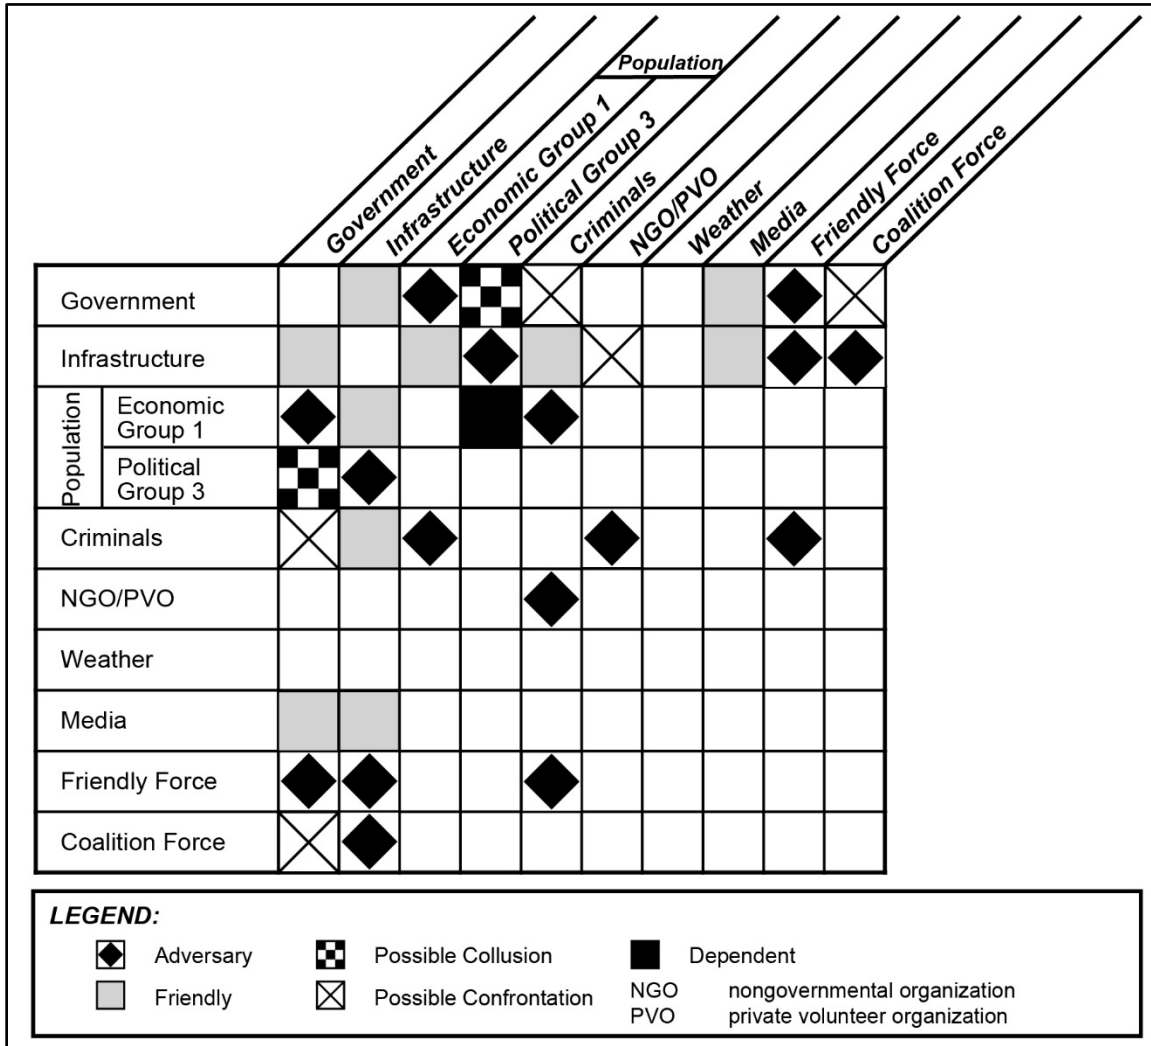 Population
Government
Infrastructure
Economic Group 1
Political Group 3
Criminals
NGO/PVO
Weather
Media
Friendly Force
Coalition Force
Government
Infrastructure
Population
Economic
Group 1
Political
Group 3
Criminals
NGO/PVO
Weather
Media
Friendly Force
Coalition Force
LEGEND:
Adversary
Possible Collusion
Dependent
Friendly
Possible Confrontation
NGO nongovernmental organization
PVO private volunteer organization